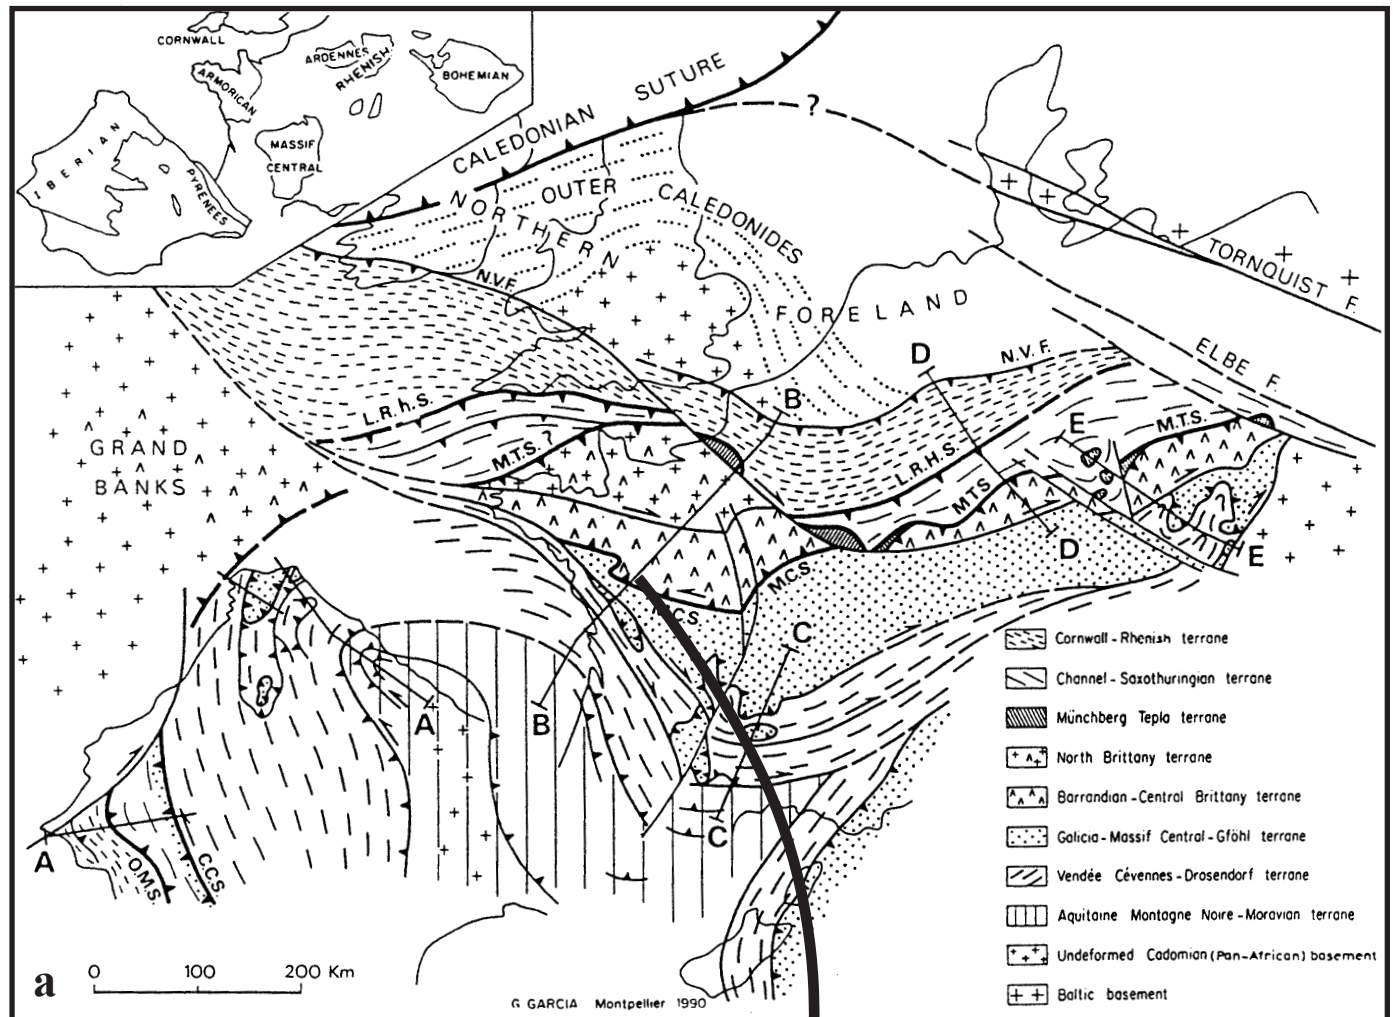 CORNWALL
ARMORICAN
ARDENNES
RHENISH
BOHEMIAN
MASSIF
CENTRAL
IBERIAN
PYRENEES
CALEDONIAN SUTURE
?
OUTER
CALEDONIDES
NORTHERN
FORELAND
TORNQUIST F.
ELBE F.
N.V.F.
N.V.F.
D
B
E
L.R.h.S.
L.R.H.S.
M.T.S. ?
M.T.S.
M.T.S.
GRAND
BANKS
D
E
M.C.S.
C.S.
C
A
B
C
A
O.M.S.
C.C.S.
Cornwall-Rhenish terrane
Channel-Saxothuringian terrane
Münchberg Tepla terrane
North Brittany terrane
Barrandian-Central Brittany terrane
Galicia-Massif Central-Gföhl terrane
Vendée Cévennes-Drosendorf terrane
Aquitaine Montagne Noire-Moravian terrane
Undeformed Cadomian (Pan-African) basement
Baltic basement
a
0 100 200 Km
G GARCIA Montpellier 1990